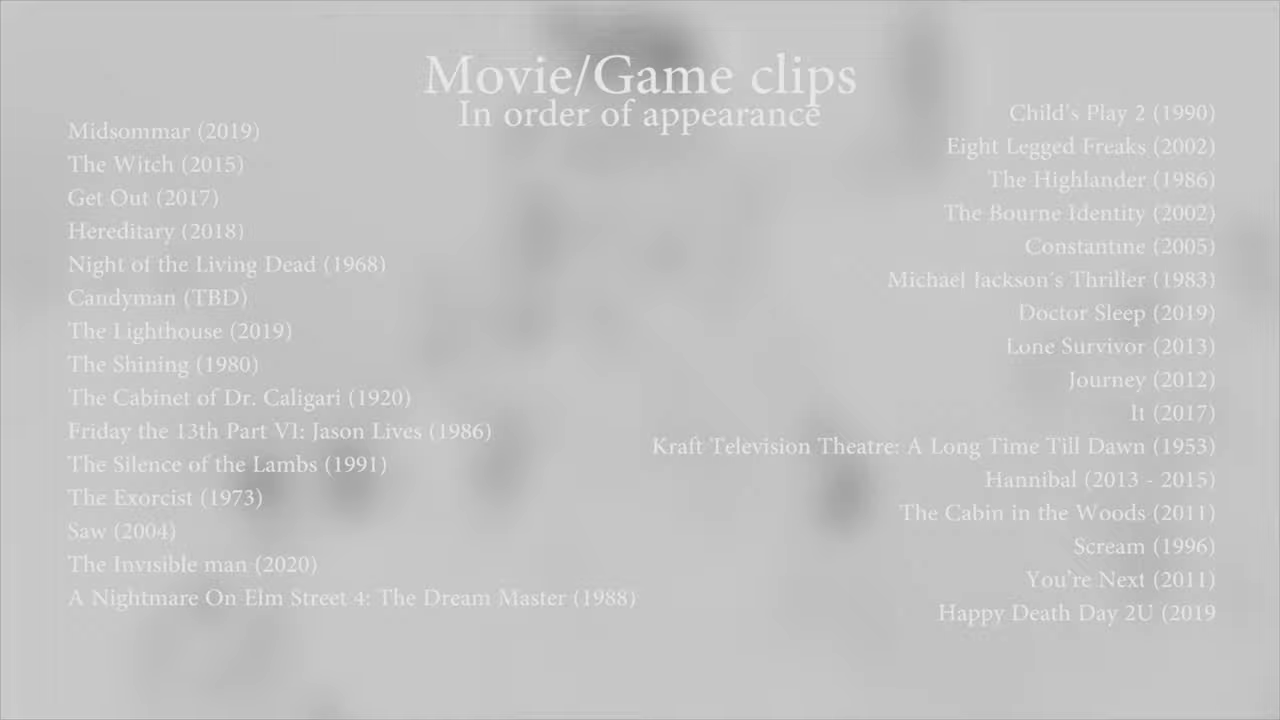 Movie/Game clips
In order of appearance
Midsommar (2019)
The Witch (2015)
Get Out (2017)
Hereditary (2018)
Night of the Living Dead (1968)
Candyman (TBD)
The Lighthouse (2019)
The Shining (1980)
The Cabinet of Dr. Caligari (1920)
Friday the 13th Part VI: Jason Lives (1986)
The Silence of the Lambs (1991)
The Exorcist (1973)
Saw (2004)
The Invisible man (2020)
A Nightmare On Elm Street 4: The Dream Master (1988)
Child's Play 2 (1990)
Eight Legged Freaks (2002)
The Highlander (1986)
The Bourne Identity (2002)
Constantine (2005)
Michael Jackson's Thriller (1983)
Doctor Sleep (2019)
Lone Survivor (2013)
Journey (2012)
It (2017)
Kraft Television Theatre: A Long Time Till Dawn (1953)
Hannibal (2013 - 2015)
The Cabin in the Woods (2011)
Scream (1996)
You're Next (2011)
Happy Death Day 2U (2019